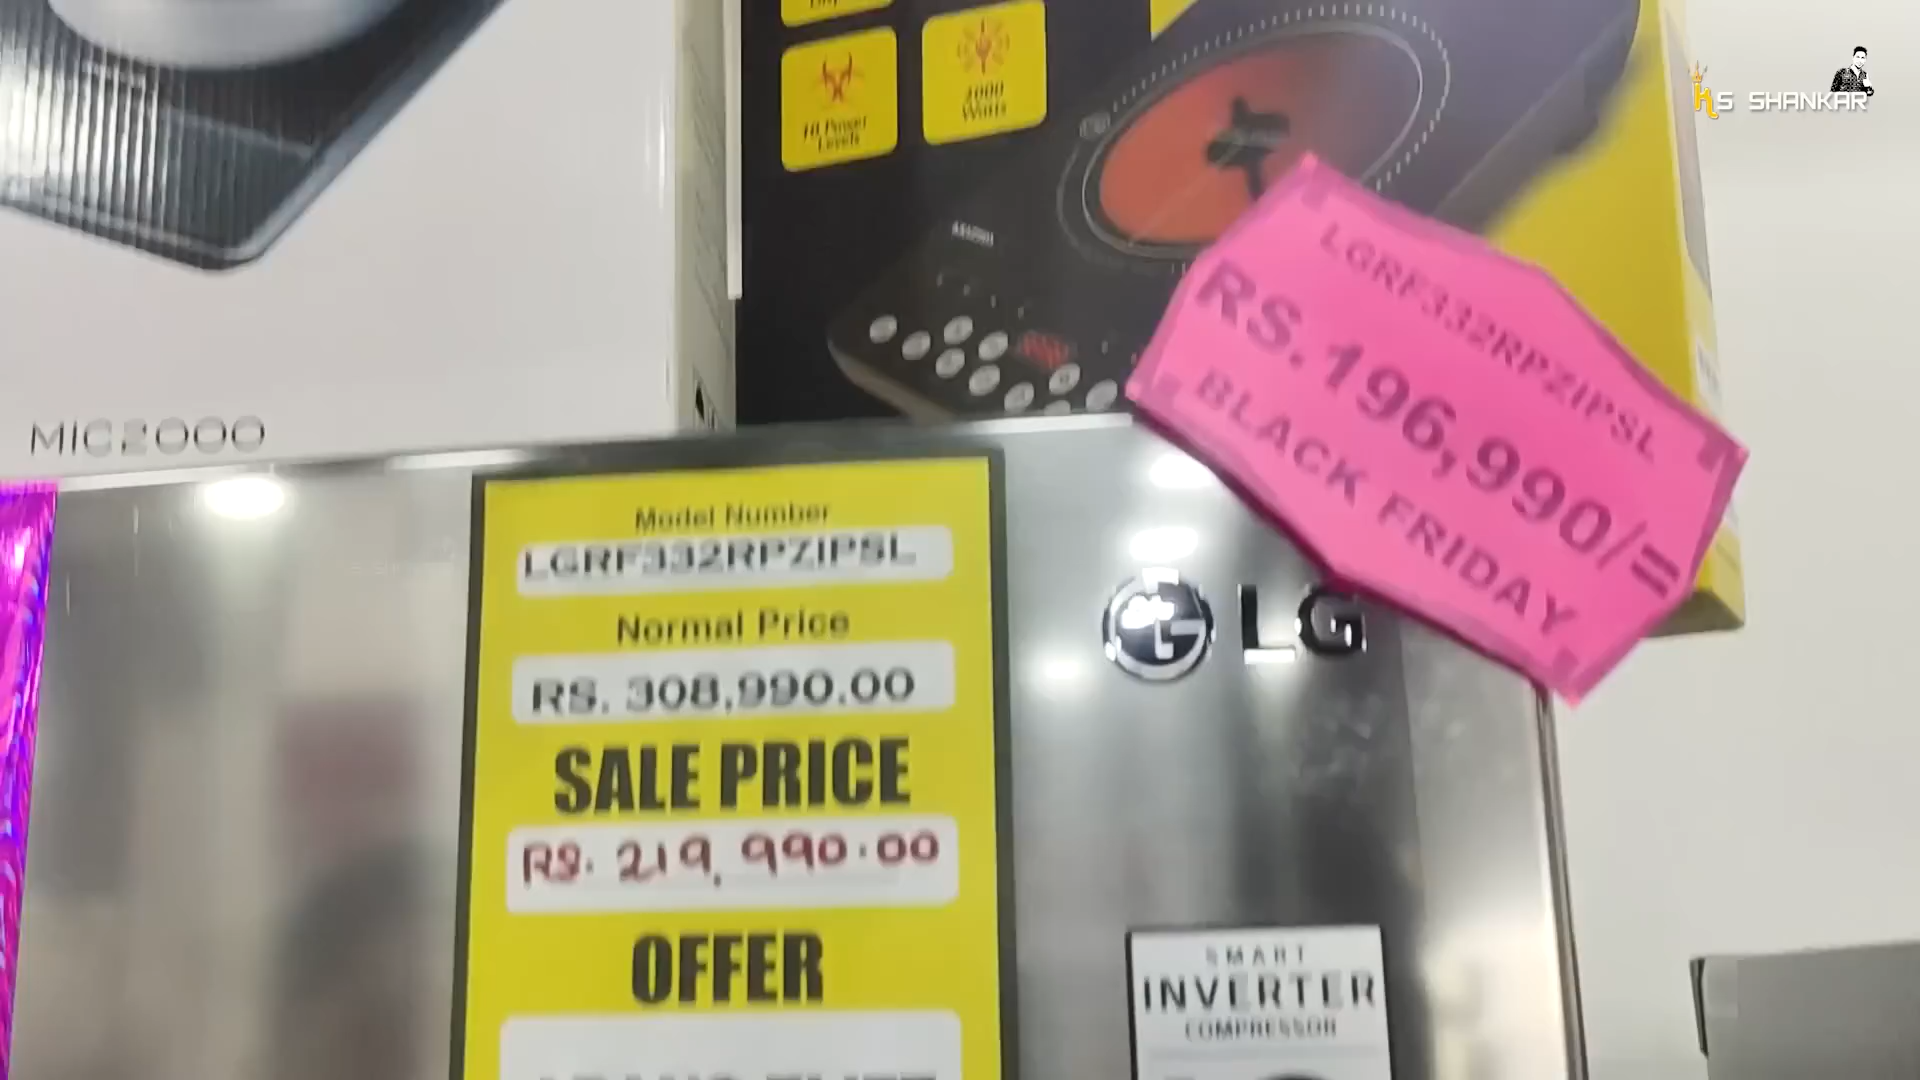 10 Power
Levels
2000
Watts
KS SHANKAR
MIC2000
LGRF332RPZIPSL
RS.196,990/=
BLACK FRIDAY
Model Number
LGRF332RPZIPSL
Normal Price
RS. 308,990.00
SALE PRICE
RS. 219,990.00
OFFER
LG
SMART
INVERTER
COMPRESSOR